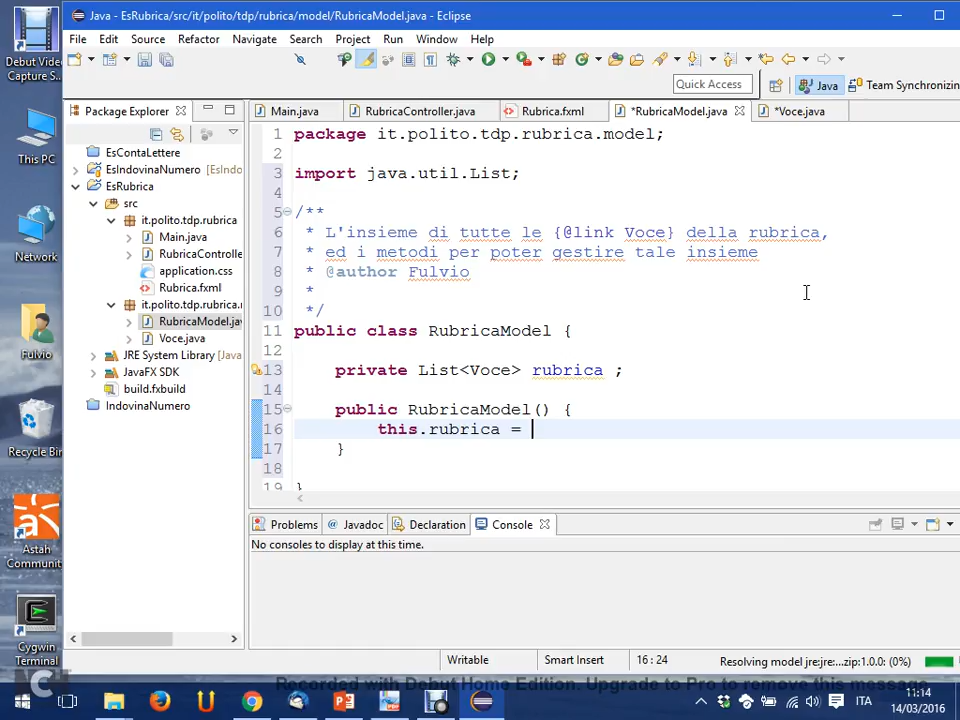 Java - EsRubrica/src/it/polito/tdp/rubrica/model/RubricaModel.java - Eclipse
File Edit Source Refactor Navigate Search Project Run Window Help
Quick Access
Java
Team Synchronizin
Package Explorer
Main.java
RubricaController.java
Rubrica.fxml
*RubricaModel.java
*Voce.java
EsContaLettere
EsIndovinaNumero [EsIndo
EsRubrica
src
it.polito.tdp.rubrica
Main.java
RubricaControlle
application.css
Rubrica.fxml
it.polito.tdp.rubrica.
RubricaModel.ja
Voce.java
JRE System Library [Java
JavaFX SDK
build.fxbuild
IndovinaNumero
1 package it.polito.tdp.rubrica.model;
2
3 import java.util.List;
4
5 /**
6 * L'insieme di tutte le {@link Voce} della rubrica,
7 * ed i metodi per poter gestire tale insieme
8 * @author Fulvio
9 *
10 */
11 public class RubricaModel {
12
13 private List<Voce> rubrica ;
14
15 public RubricaModel() {
16 this.rubrica =
17 }
18
19 }
Problems
@ Javadoc
Declaration
Console
No consoles to display at this time.
Writable
Smart Insert
16 : 24
Resolving model jre:jre:...zip:1.0.0: (0%)
Debut Video
Capture S...
This PC
Network
Fulvio
Recycle Bin
Astah
Communit...
Cygwin
Terminal
Recorded with Debut Home Edition. Upgrade to Pro to remove this message
ITA
11:14
14/03/2016